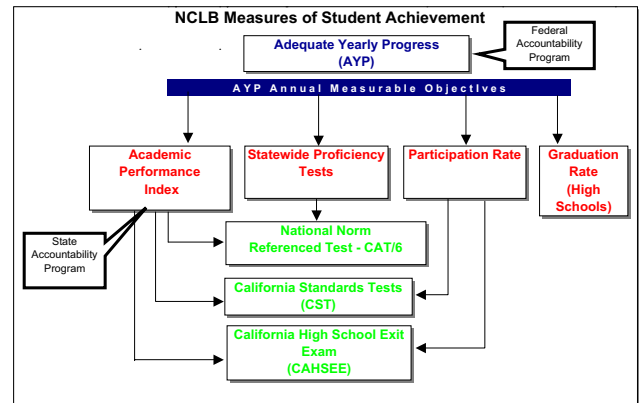 NCLB Measures of Student Achievement
Adequate Yearly Progress
(AYP)
Federal
Accountability
Program
AYP Annual Measurable ObjectIves
Academic
Performance
Index
Statewide Proficiency
Tests
Participation Rate
Graduation
Rate
(High
Schools)
State
Accountability
Program
National Norm
Referenced Test - CAT/6
California Standards Tests
(CST)
California High School Exit
Exam
(CAHSEE)